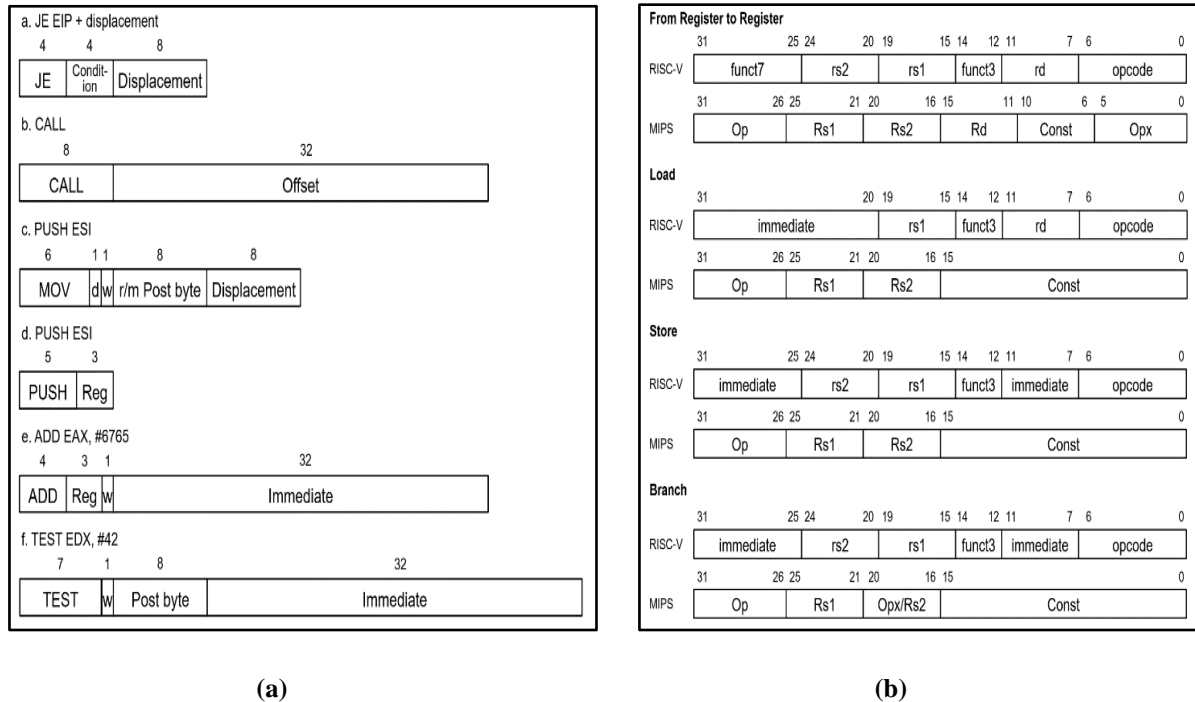 a. JE EIP + displacement
4 4 8
JE Condit-ion Displacement
b. CALL
8 32
CALL Offset
c. PUSH ESI
6 1 1 8 8
MOV d w r/m Post byte Displacement
d. PUSH ESI
5 3
PUSH Reg
e. ADD EAX, #6765
4 3 1 32
ADD Reg w Immediate
f. TEST EDX, #42
7 1 8 32
TEST w Post byte Immediate
(a)
From Register to Register
31 25 24 20 19 15 14 12 11 7 6 0
RISC-V funct7 rs2 rs1 funct3 rd opcode
31 26 25 21 20 16 15 11 10 6 5 0
MIPS Op Rs1 Rs2 Rd Const Opx
Load
31 20 19 15 14 12 11 7 6 0
RISC-V immediate rs1 funct3 rd opcode
31 26 25 21 20 16 15 0
MIPS Op Rs1 Rs2 Const
Store
31 25 24 20 19 15 14 12 11 7 6 0
RISC-V immediate rs2 rs1 funct3 immediate opcode
31 26 25 21 20 16 15 0
MIPS Op Rs1 Rs2 Const
Branch
31 25 24 20 19 15 14 12 11 7 6 0
RISC-V immediate rs2 rs1 funct3 immediate opcode
31 26 25 21 20 16 15 0
MIPS Op Rs1 Opx/Rs2 Const
(b)